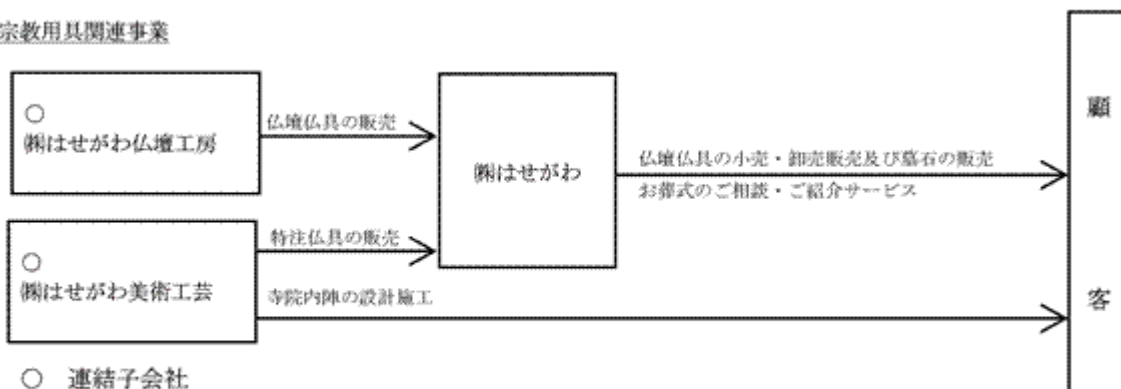 宗教用具関連事業
○
㈱はせがわ仏壇工房
仏壇仏具の販売
㈱はせがわ
仏壇仏具の小売・卸売販売及び墓石の販売
お葬式のご相談・ご紹介サービス
○
㈱はせがわ美術工芸
特注仏具の販売
寺院内陣の設計施工
顧
客
○ 連結子会社